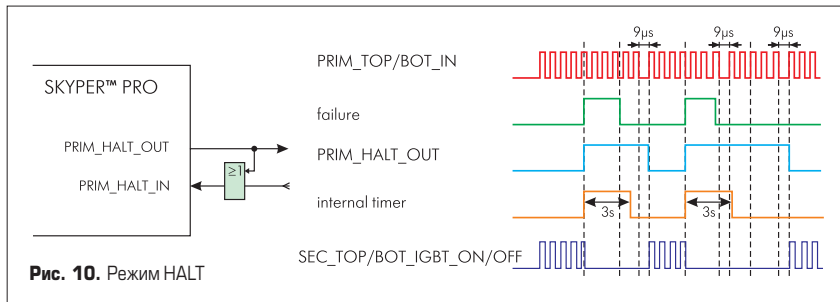 SKYPER™ PRO
PRIM_HALT_OUT
PRIM_HALT_IN
≥1
9µs 9µs 9µs
PRIM_TOP/BOT_IN
failure
PRIM_HALT_OUT
internal timer
3s 3s
SEC_TOP/BOT_IGBT_ON/OFF
Рис. 10. Режим HALT